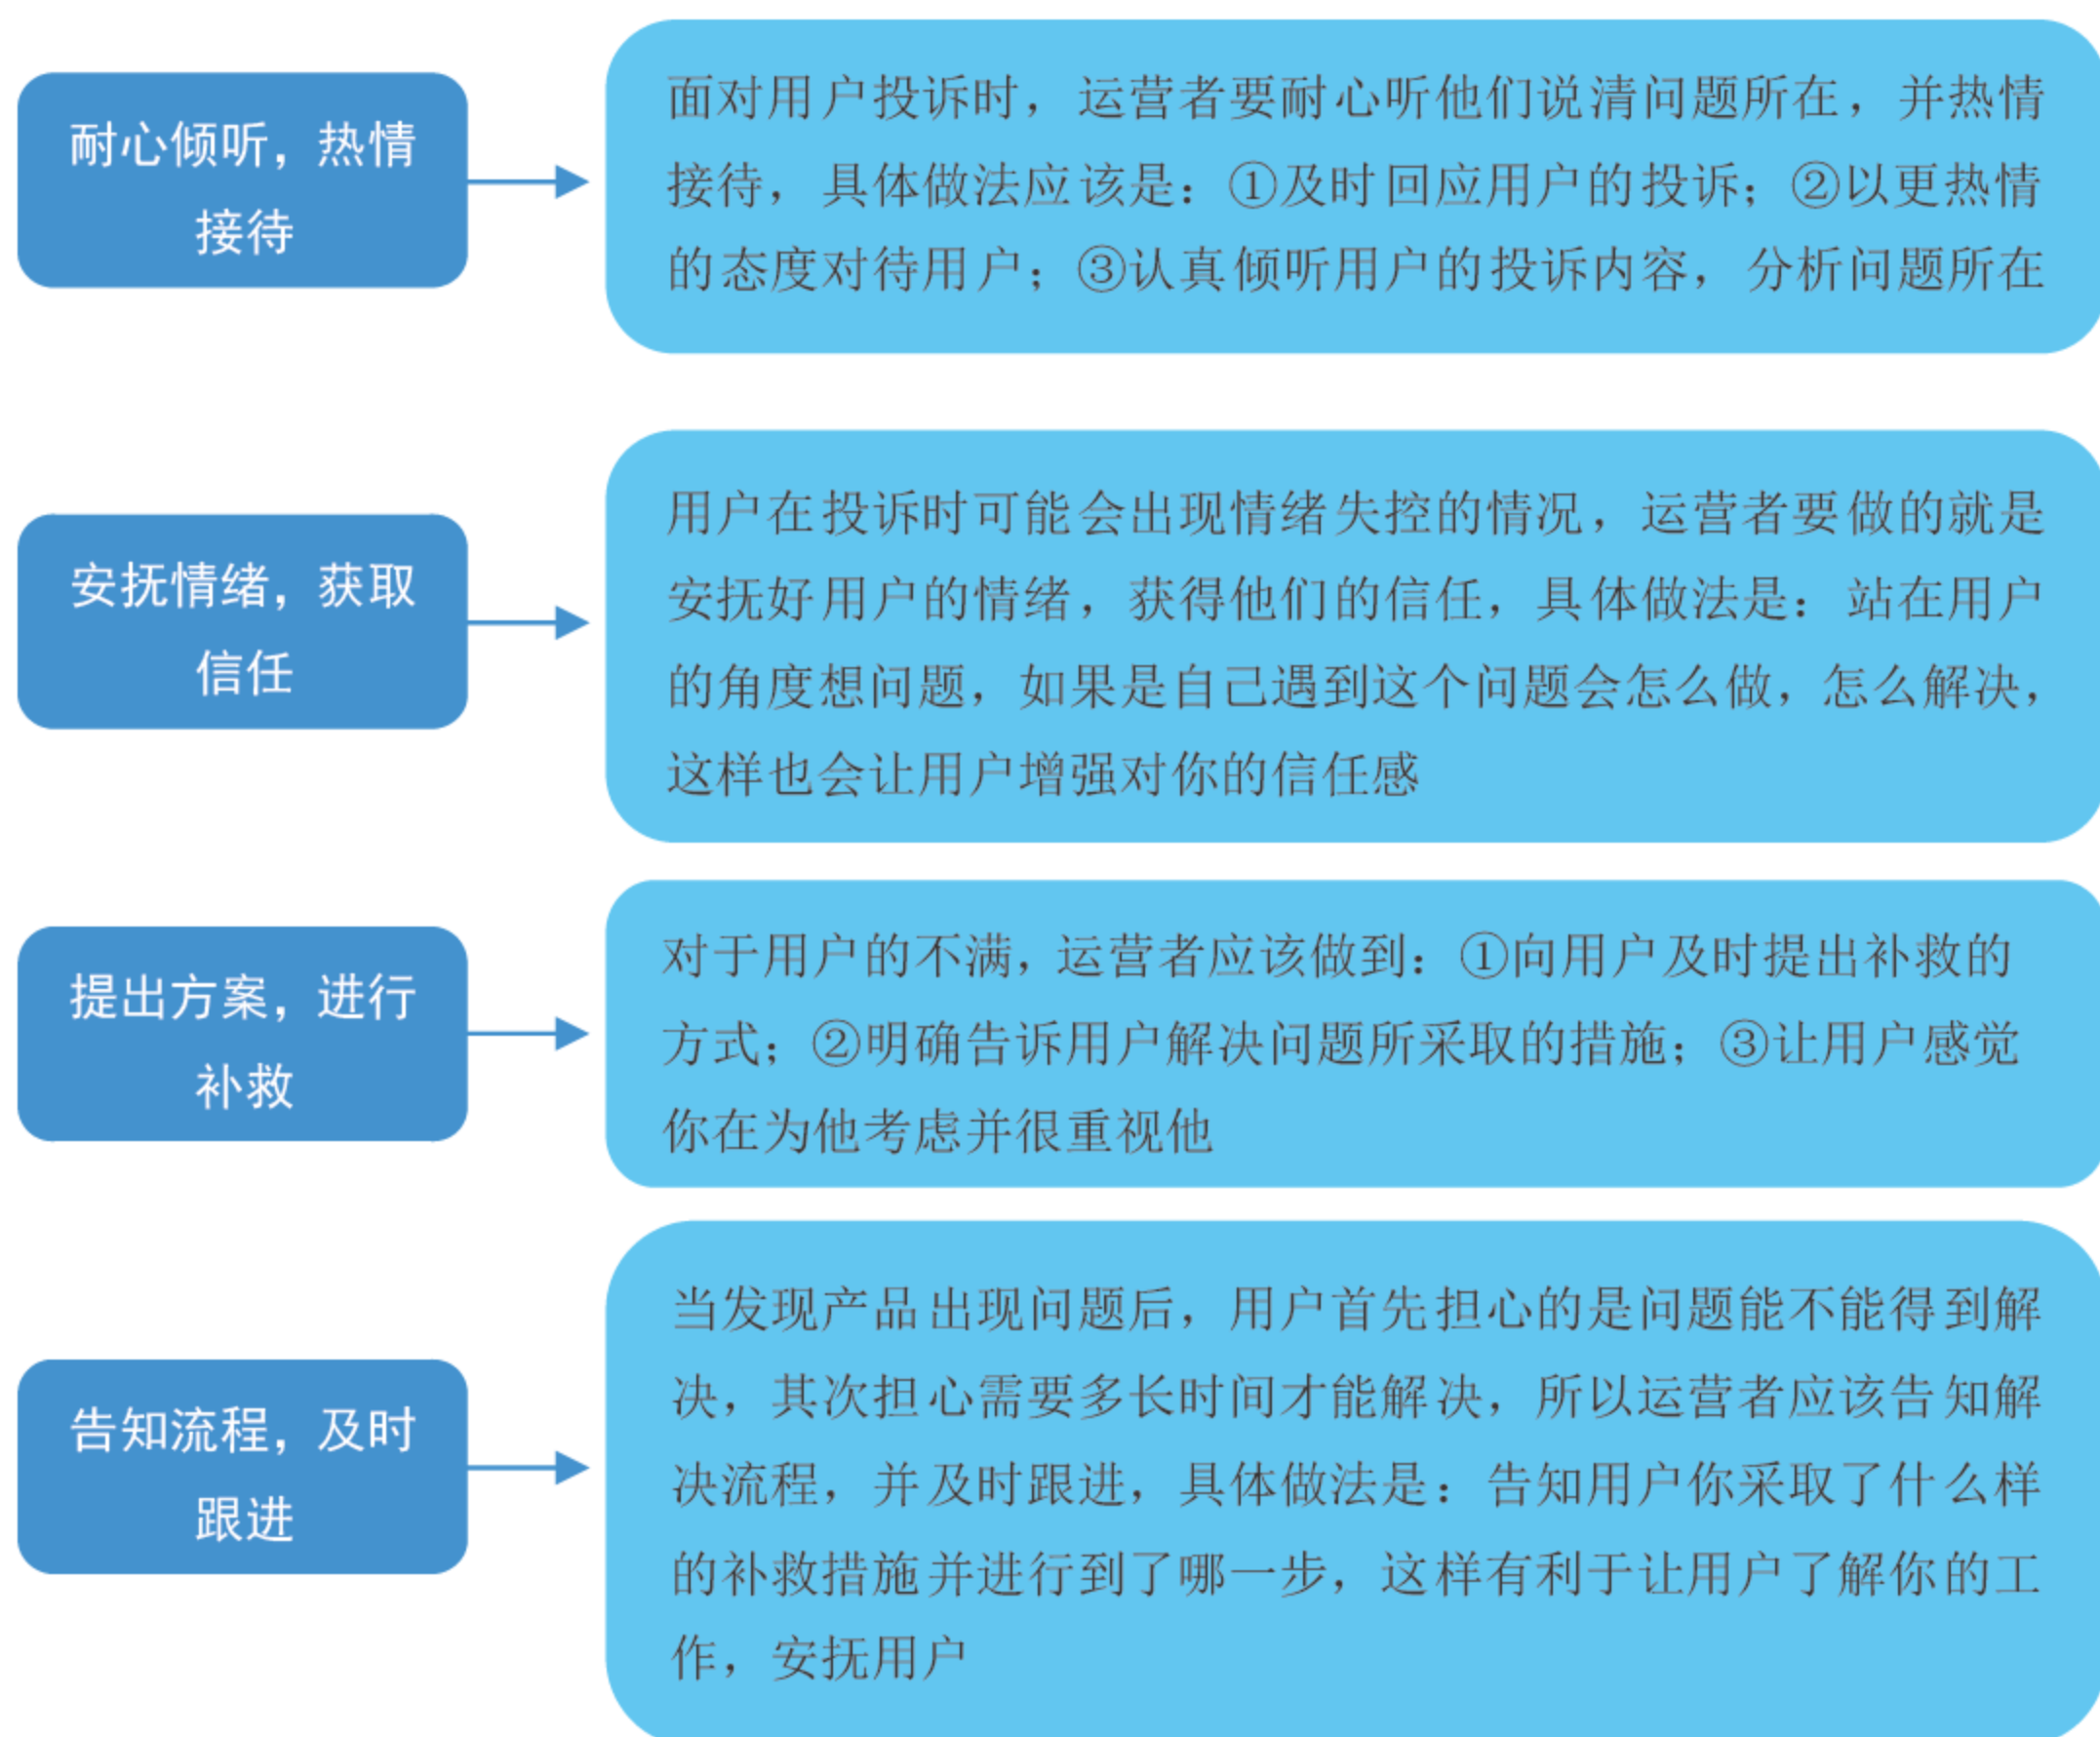 耐心倾听，热情
接待
面对用户投诉时，运营者要耐心听他们说清问题所在，并热情
接待，具体做法应该是：①及时回应用户的投诉；②以更热情
的态度对待用户；③认真倾听用户的投诉内容，分析问题所在
安抚情绪，获取
信任
用户在投诉时可能会出现情绪失控的情况，运营者要做的就是
安抚好用户的情绪，获得他们的信任，具体做法是：站在用户
的角度想问题，如果是自己遇到这个问题会怎么做，怎么解决，
这样也会让用户增强对你的信任感
提出方案，进行
补救
对于用户的不满，运营者应该做到：①向用户及时提出补救的
方式；②明确告诉用户解决问题所采取的措施；③让用户感觉
你在为他考虑并很重视他
告知流程，及时
跟进
当发现产品出现问题后，用户首先担心的是问题能不能得到解
决，其次担心需要多长时间才能解决，所以运营者应该告知解
决流程，并及时跟进，具体做法是：告知用户你采取了什么样
的补救措施并进行到了哪一步，这样有利于让用户了解你的工
作，安抚用户